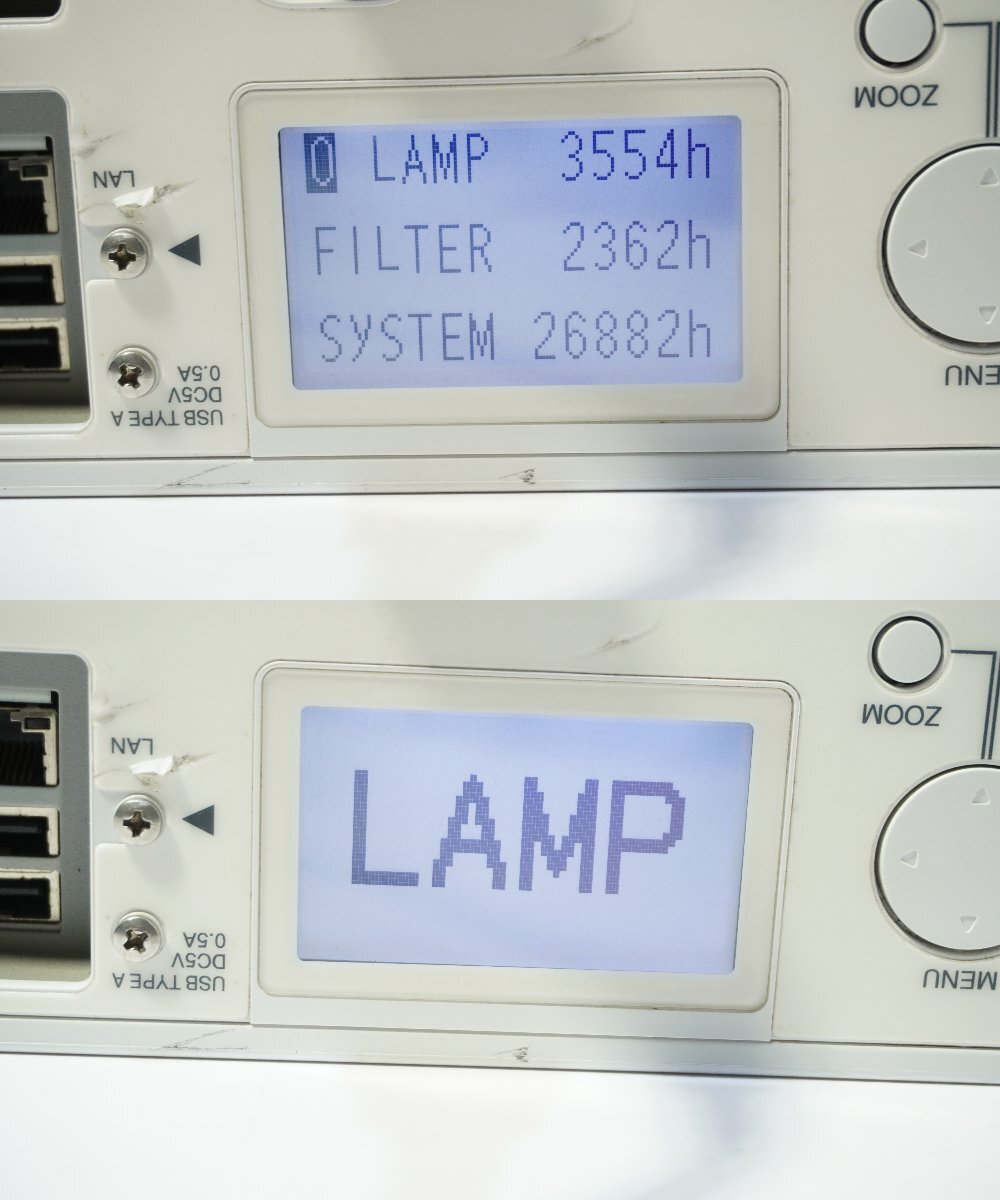 ZOOM
LAN
LAMP 3554h
FILTER 2362h
SYSTEM 26882h
MENU
USB TYPE A
DC5V
0.5A
ZOOM
LAN
LAMP
MENU
USB TYPE A
DC5V
0.5A